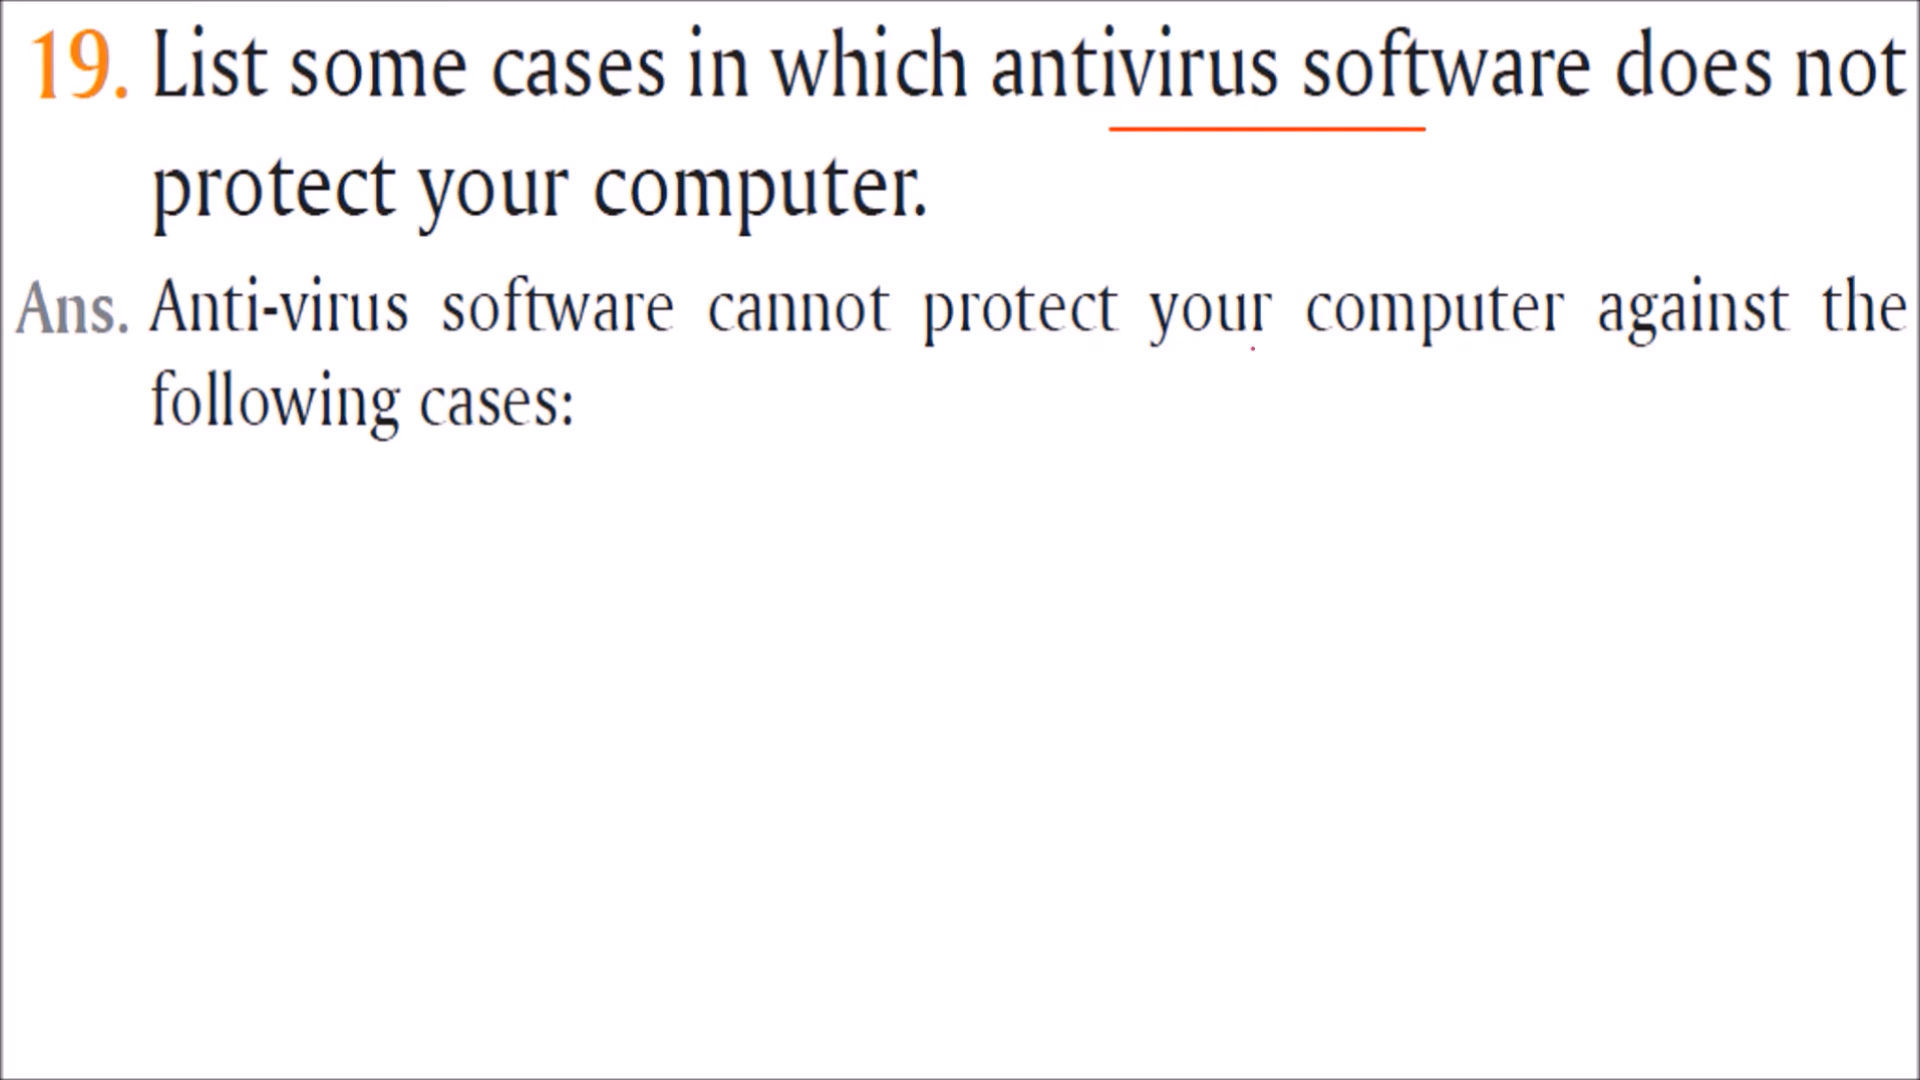 19. List some cases in which antivirus software does not
protect your computer.
Ans. Anti-virus software cannot protect your computer against the
following cases: